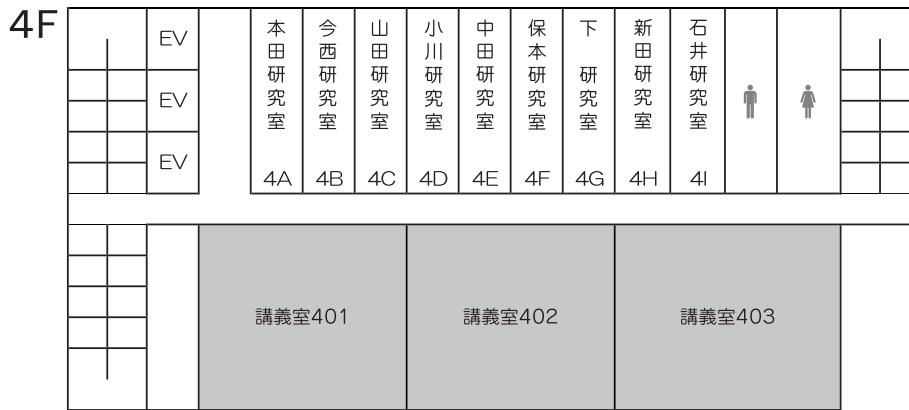 4F
EV
EV
EV
本田研究室
4A
今西研究室
4B
山田研究室
4C
小川研究室
4D
中田研究室
4E
保本研究室
4F
下 研究室
4G
新田研究室
4H
石井研究室
4I
講義室401
講義室402
講義室403